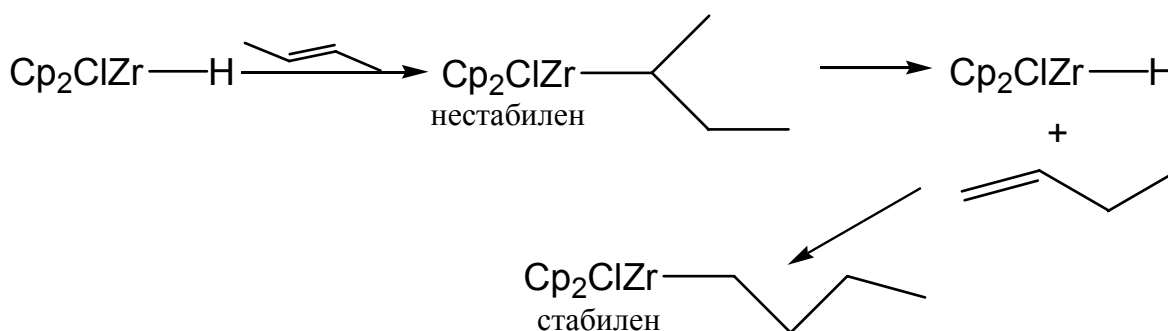 Cp₂ClZr—H
Cp₂ClZr
нестабилен
Cp₂ClZr—H
+
Cp₂ClZr
стабилен